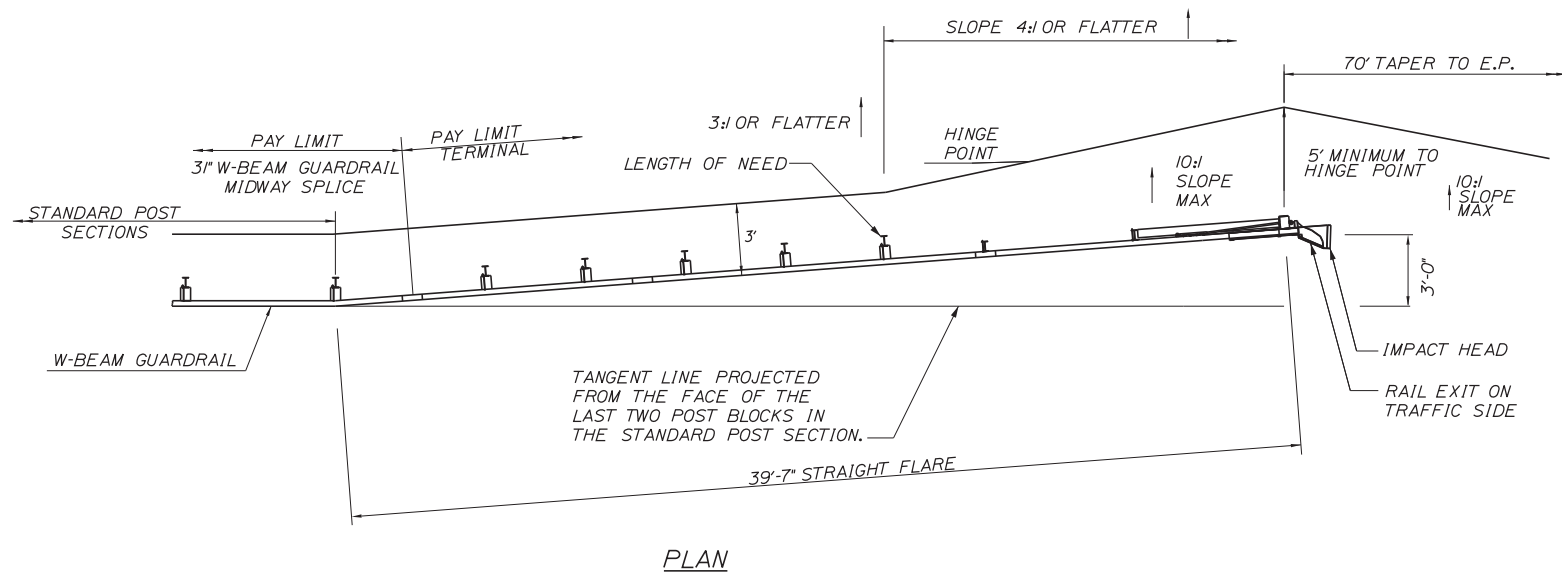 SLOPE 4:1 OR FLATTER
70' TAPER TO E.P.
3:1 OR FLATTER
HINGE
POINT
PAY LIMIT
31" W-BEAM GUARDRAIL
MIDWAY SPLICE
PAY LIMIT
TERMINAL
LENGTH OF NEED
10:1
SLOPE
MAX
5' MINIMUM TO
HINGE POINT
10:1
SLOPE
MAX
STANDARD POST
SECTIONS
3'
3'-0"
W-BEAM GUARDRAIL
TANGENT LINE PROJECTED
FROM THE FACE OF THE
LAST TWO POST BLOCKS IN
THE STANDARD POST SECTION.
IMPACT HEAD
RAIL EXIT ON
TRAFFIC SIDE
39'-7" STRAIGHT FLARE
PLAN